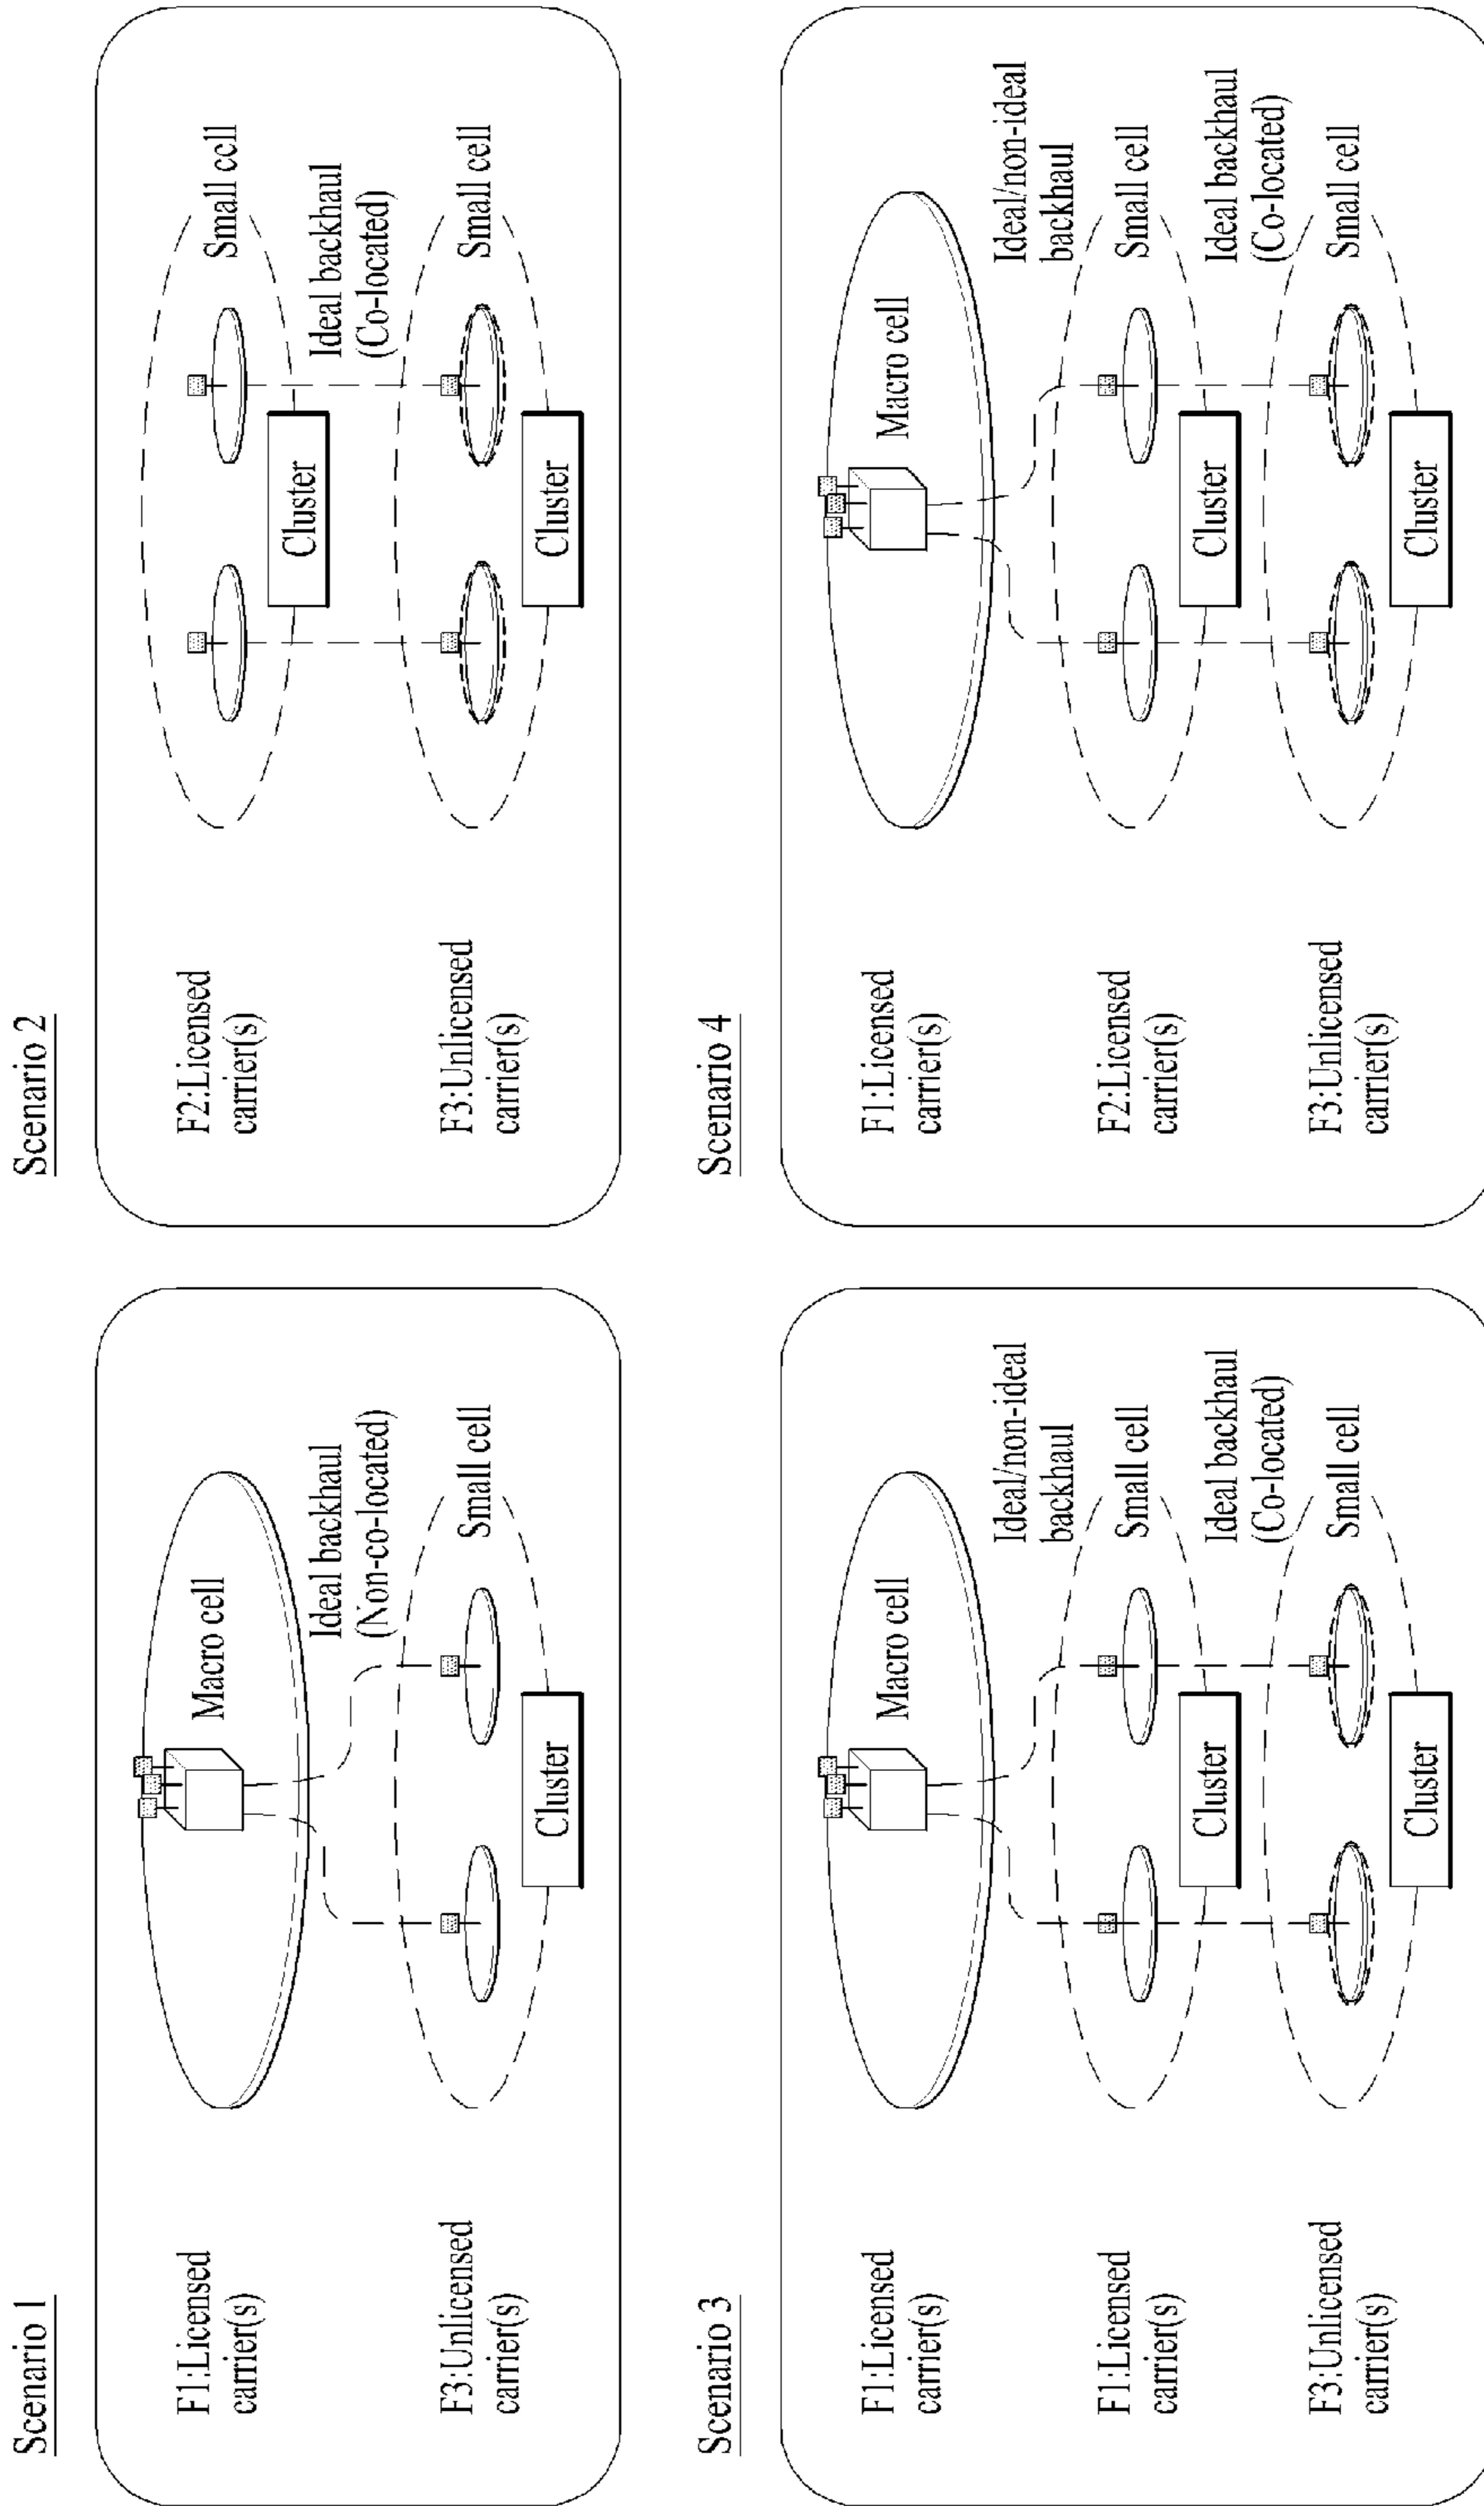 Scenario 1
F1:Licensed
carrier(s)
Macro cell
Ideal backhaul
(Non-co-located)
F3:Unlicensed
carrier(s)
Small cell
Cluster
Scenario 2
F2:Licensed
carrier(s)
Small cell
Cluster
Ideal backhaul
(Co-located)
F3:Unlicensed
carrier(s)
Small cell
Cluster
Scenario 3
F1:Licensed
carrier(s)
Macro cell
Ideal/non-ideal
backhaul
F1:Licensed
carrier(s)
Small cell
Cluster
Ideal backhaul
(Co-located)
F3:Unlicensed
carrier(s)
Small cell
Cluster
Scenario 4
F1:Licensed
carrier(s)
Macro cell
Ideal/non-ideal
backhaul
F2:Licensed
carrier(s)
Small cell
Cluster
Ideal backhaul
(Co-located)
F3:Unlicensed
carrier(s)
Small cell
Cluster